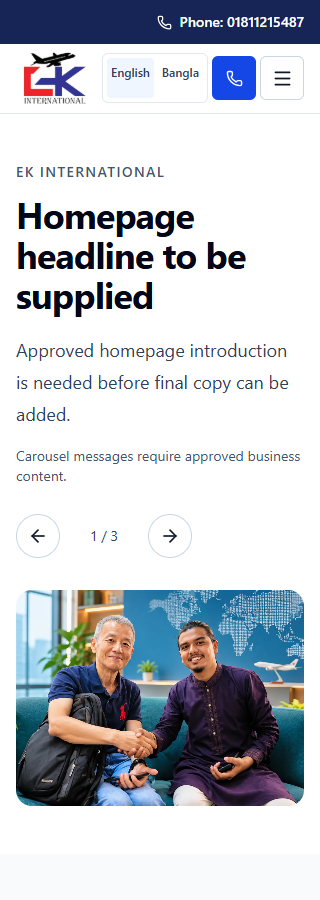 Phone: 01811215487
EK
INTERNATIONAL
English Bangla
EK INTERNATIONAL
Homepage
headline to be
supplied
Approved homepage introduction
is needed before final copy can be
added.
Carousel messages require approved business
content.
1 / 3